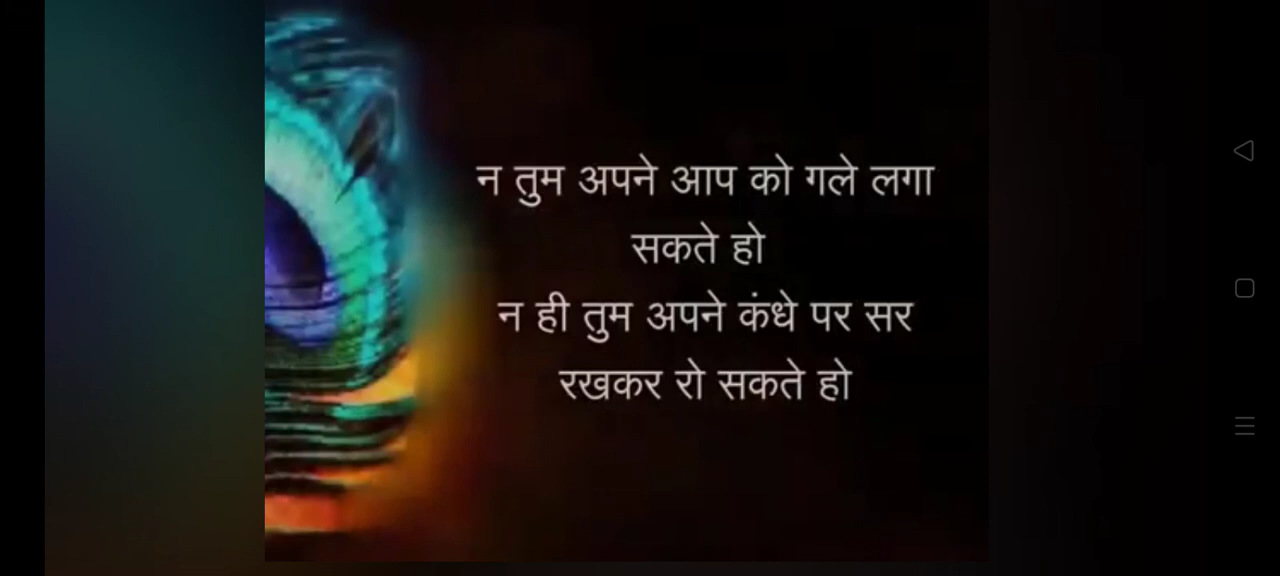 न तुम अपने आप को गले लगा
सकते हो
न ही तुम अपने कंधे पर सर
रखकर रो सकते हो